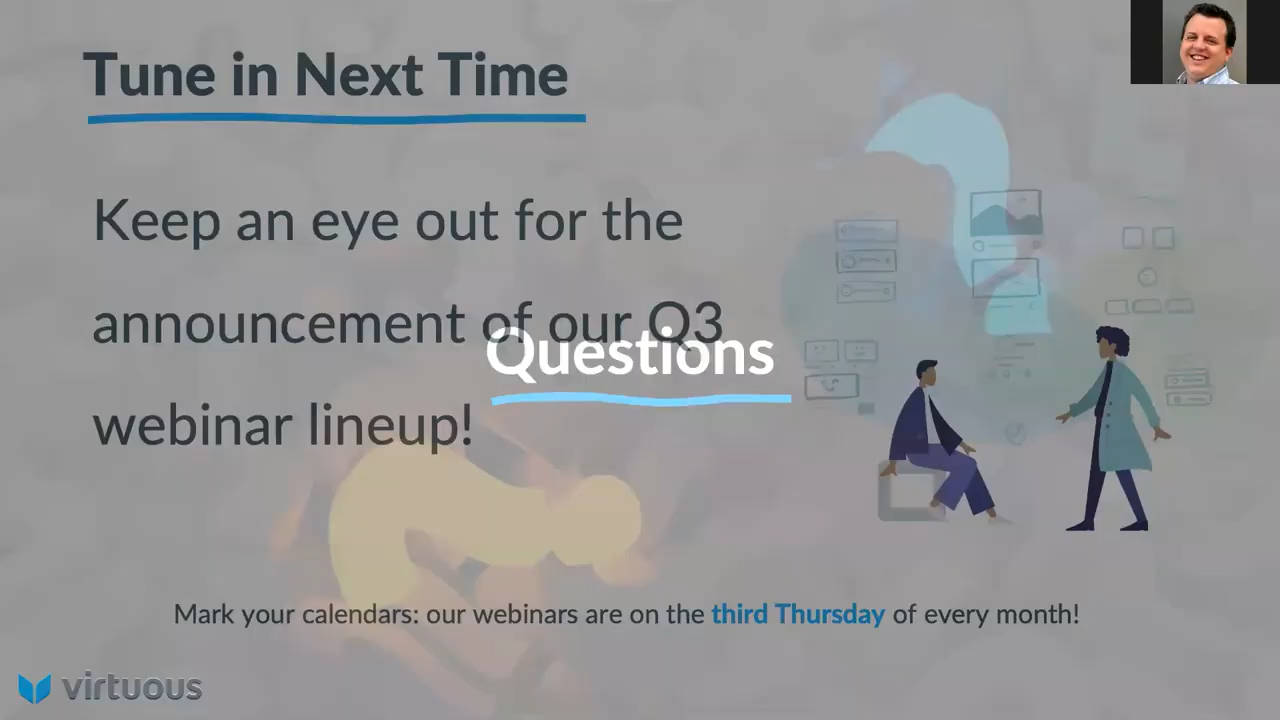 Tune in Next Time
Keep an eye out for the
announcement of our Q3
Questions
webinar lineup!
Mark your calendars: our webinars are on the third Thursday of every month!
virtuous